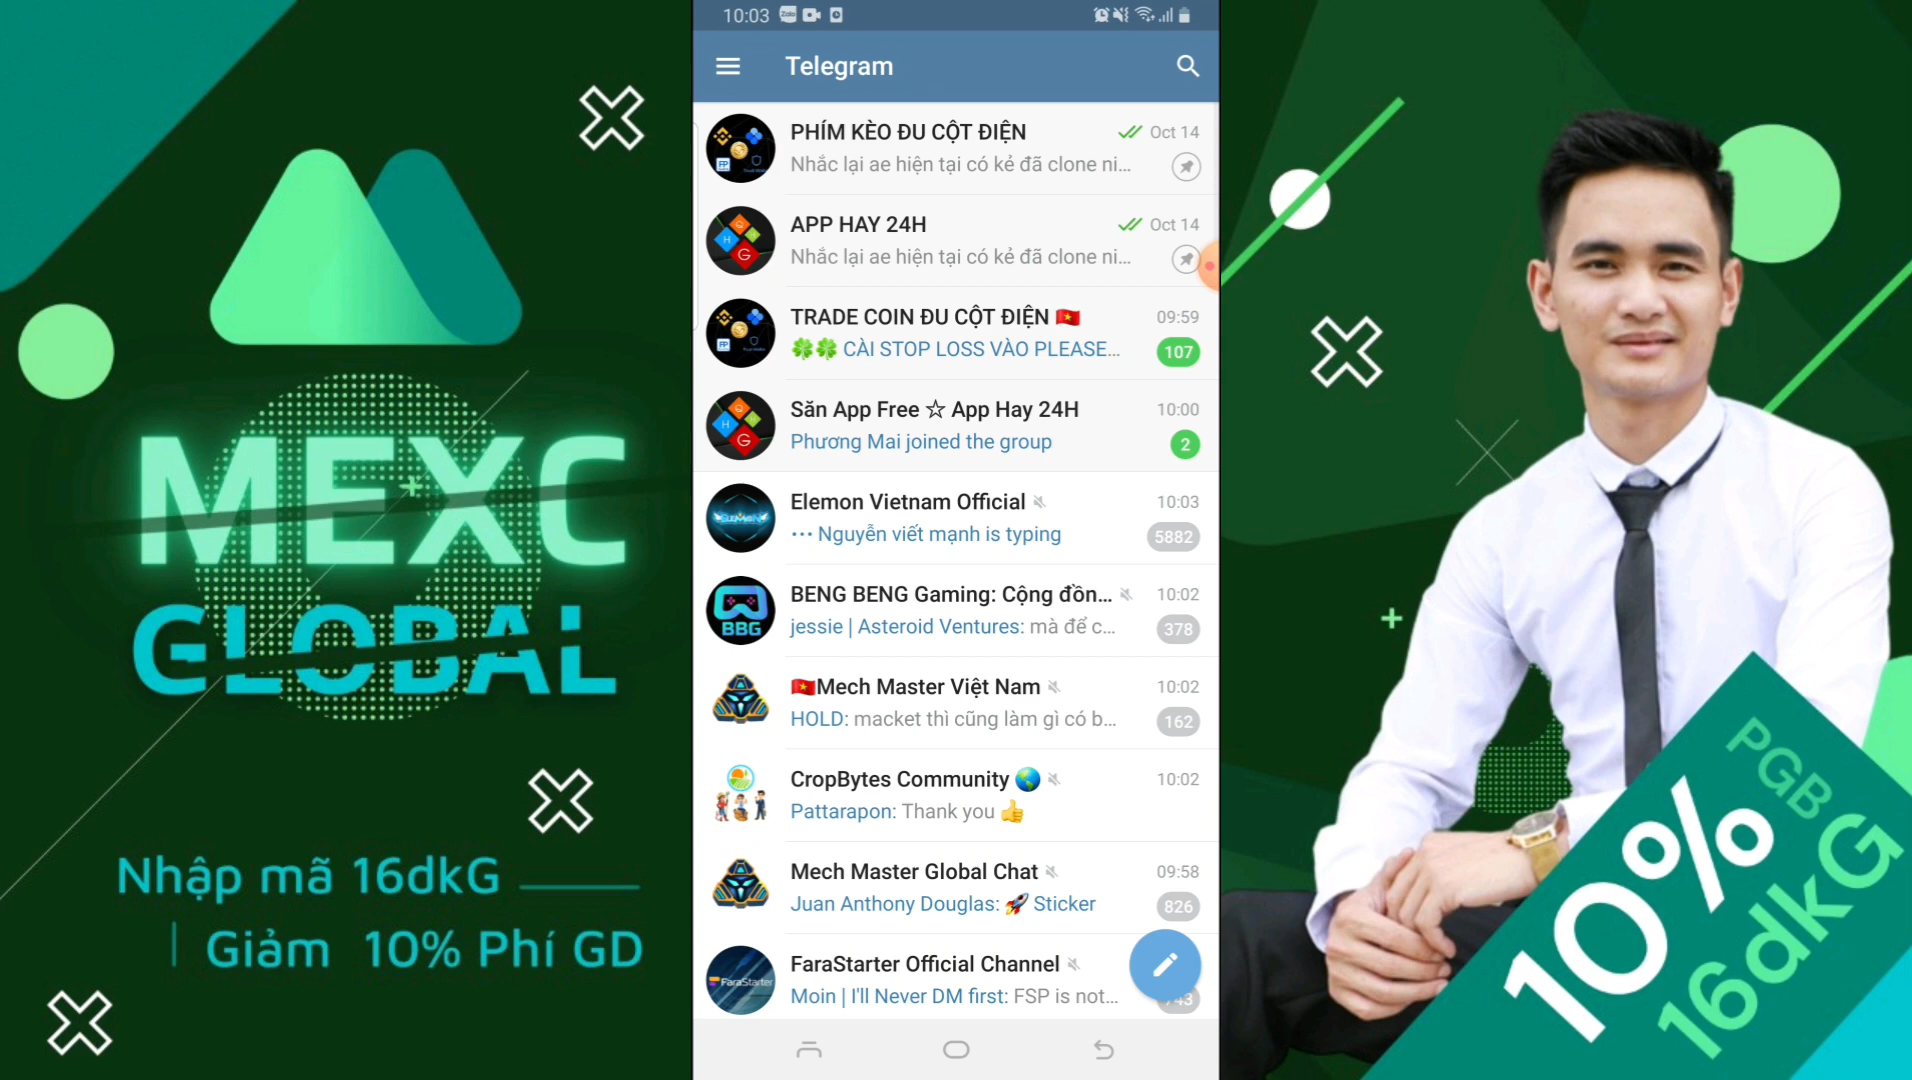 MEXC
GLOBAL
Nhập mã 16dkG
Giảm 10% Phí GD
10:03
Telegram
PHÍM KÈO ĐU CỘT ĐIỆN
Oct 14
Nhắc lại ae hiện tại có kẻ đã clone ni...
APP HAY 24H
Oct 14
Nhắc lại ae hiện tại có kẻ đã clone ni...
TRADE COIN ĐU CỘT ĐIỆN 🇻🇳
09:59
🍀🍀 CÀI STOP LOSS VÀO PLEASE...
107
Săn App Free ☆ App Hay 24H
10:00
Phương Mai joined the group
2
Elemon Vietnam Official
10:03
··· Nguyễn viết mạnh is typing
5882
BENG BENG Gaming: Cộng đồn...
10:02
jessie | Asteroid Ventures: mà để c...
378
BBG
🇻🇳Mech Master Việt Nam
10:02
HOLD: macket thì cũng làm gì có b...
162
CropBytes Community 🌎
10:02
Pattarapon: Thank you 👍
Mech Master Global Chat
09:58
Juan Anthony Douglas: 🚀 Sticker
826
FaraStarter Official Channel
FaraStarter
Moin | I'll Never DM first: FSP is not...
PGB
10%
16dkG